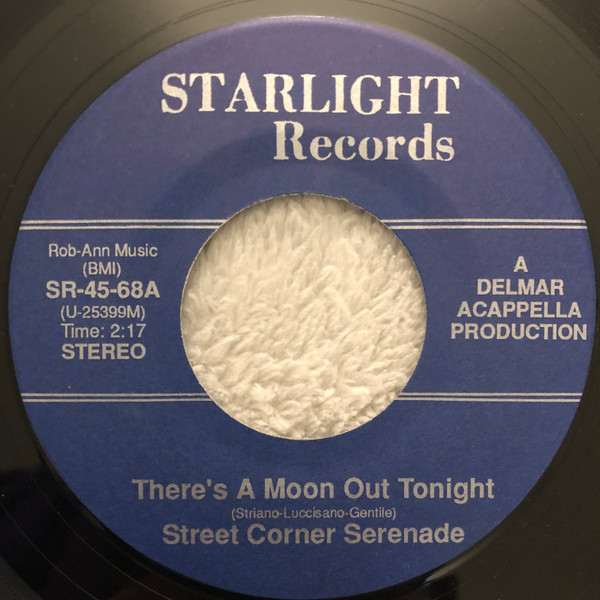 STARLIGHT
Records
Rob-Ann Music
(BMI)
SR-45-68A
(U-25399M)
Time: 2:17
STEREO
A
DELMAR
ACAPPELLA
PRODUCTION
There's A Moon Out Tonight
(Striano-Luccisano-Gentile)
Street Corner Serenade